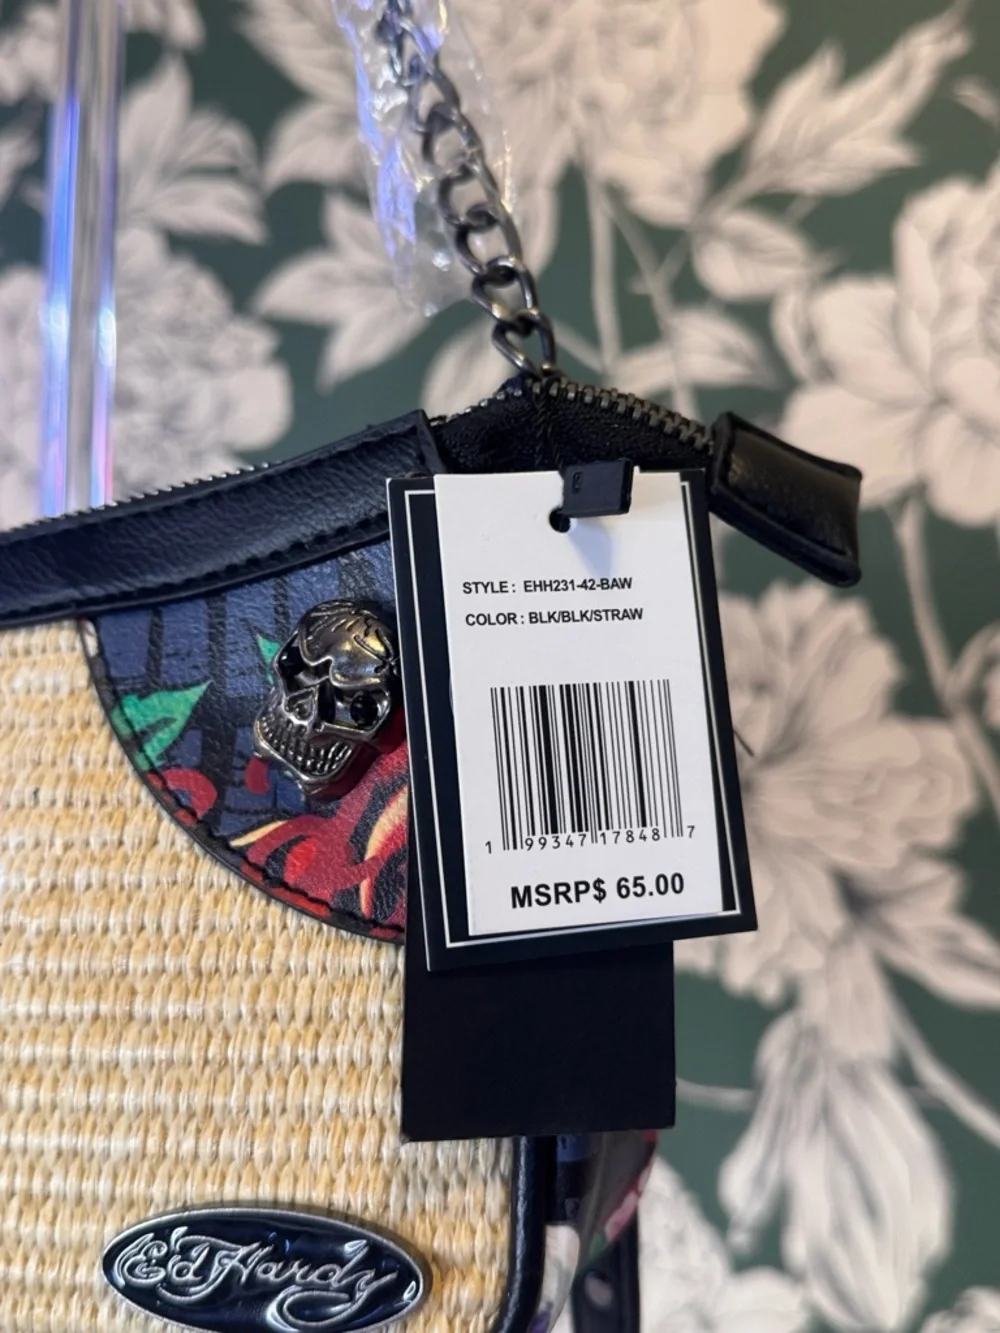 STYLE: EHH231-42-BAW
COLOR: BLK/BLK/STRAW
1 99347 17848 7
MSRP$ 65.00
Ed Hardy